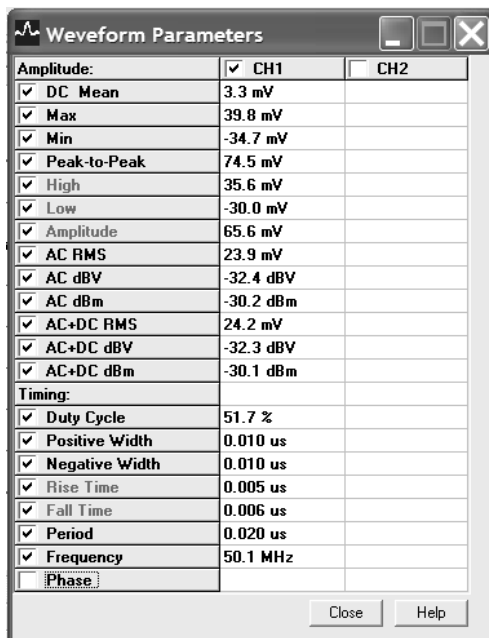 Weveform Parameters
Amplitude: CH1 CH2
DC Mean 3.3 mV
Max 39.8 mV
Min -34.7 mV
Peak-to-Peak 74.5 mV
High 35.6 mV
Low -30.0 mV
Amplitude 65.6 mV
AC RMS 23.9 mV
AC dBV -32.4 dBV
AC dBm -30.2 dBm
AC+DC RMS 24.2 mV
AC+DC dBV -32.3 dBV
AC+DC dBm -30.1 dBm
Timing:
Duty Cycle 51.7 %
Positive Width 0.010 us
Negative Width 0.010 us
Rise Time 0.005 us
Fall Time 0.006 us
Period 0.020 us
Frequency 50.1 MHz
Phase
Close Help